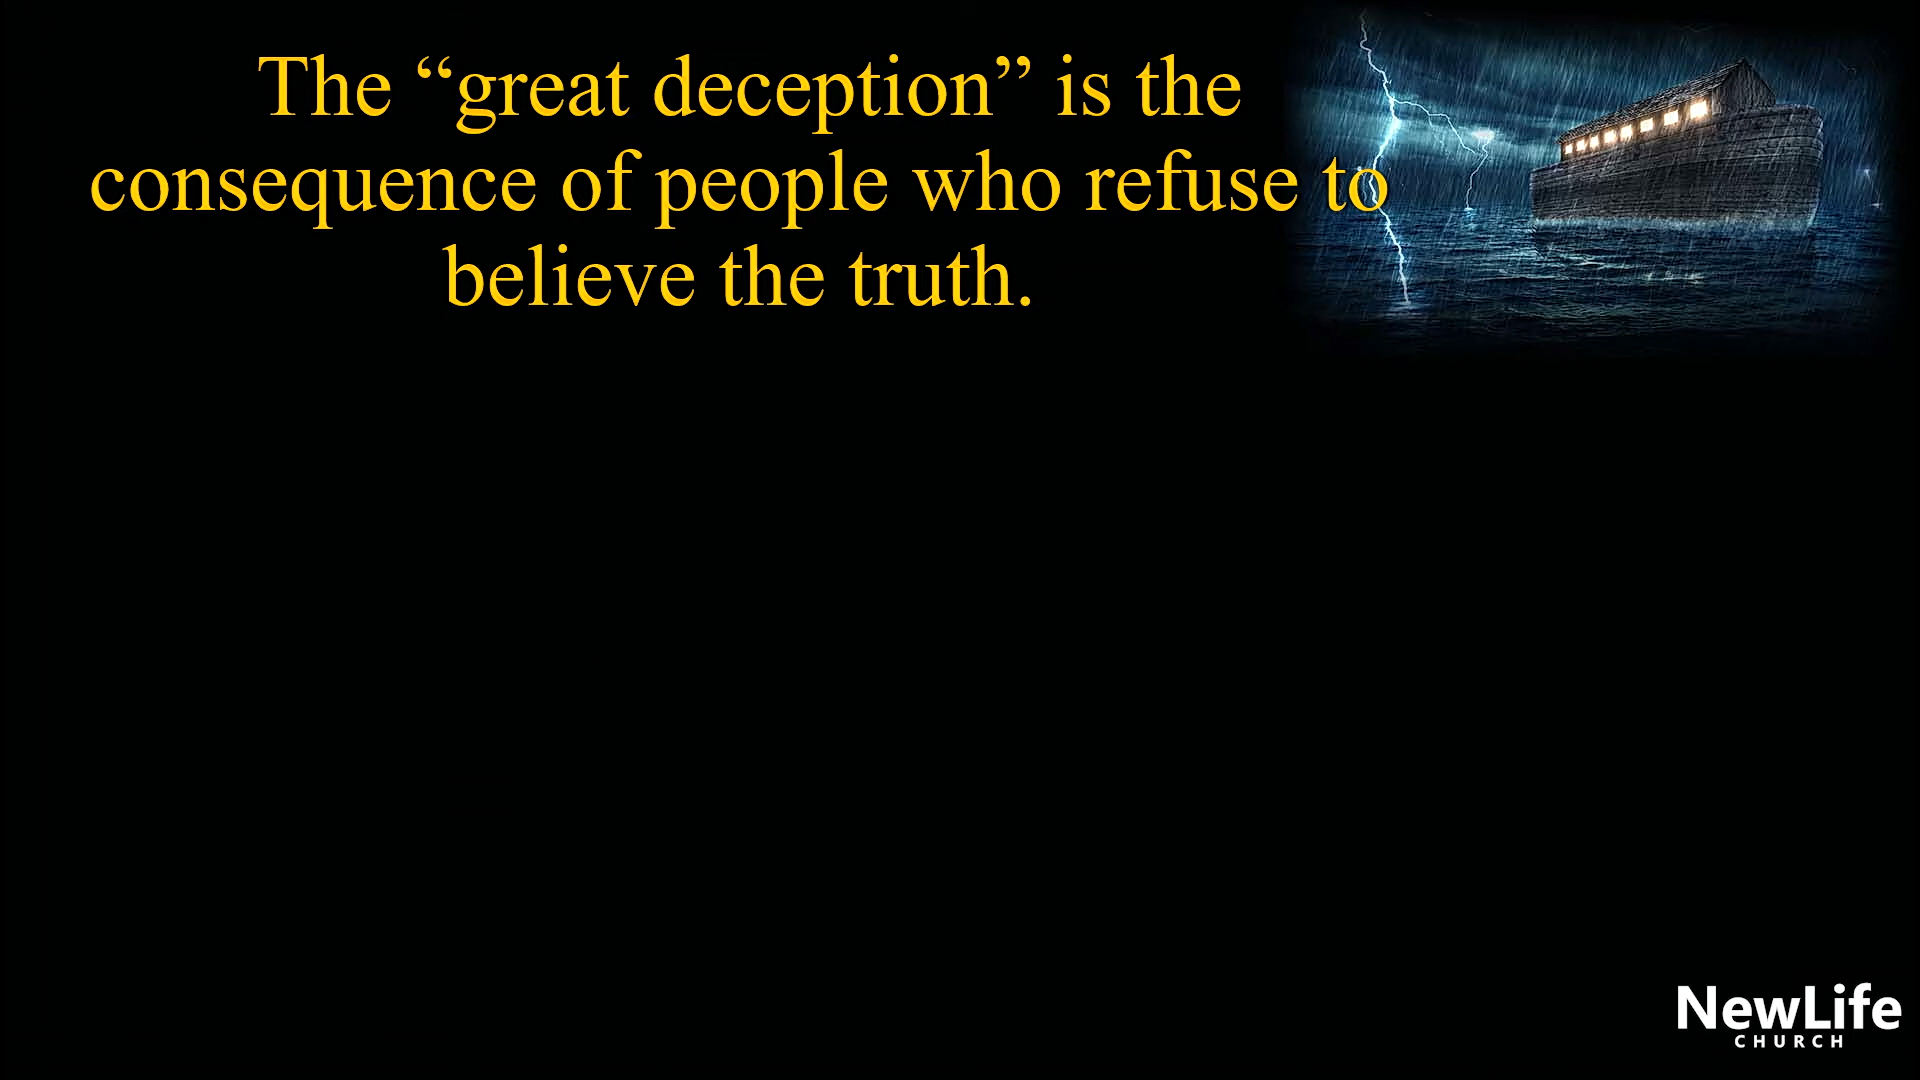 The “great deception” is the
consequence of people who refuse to
believe the truth.
NewLife
CHURCH